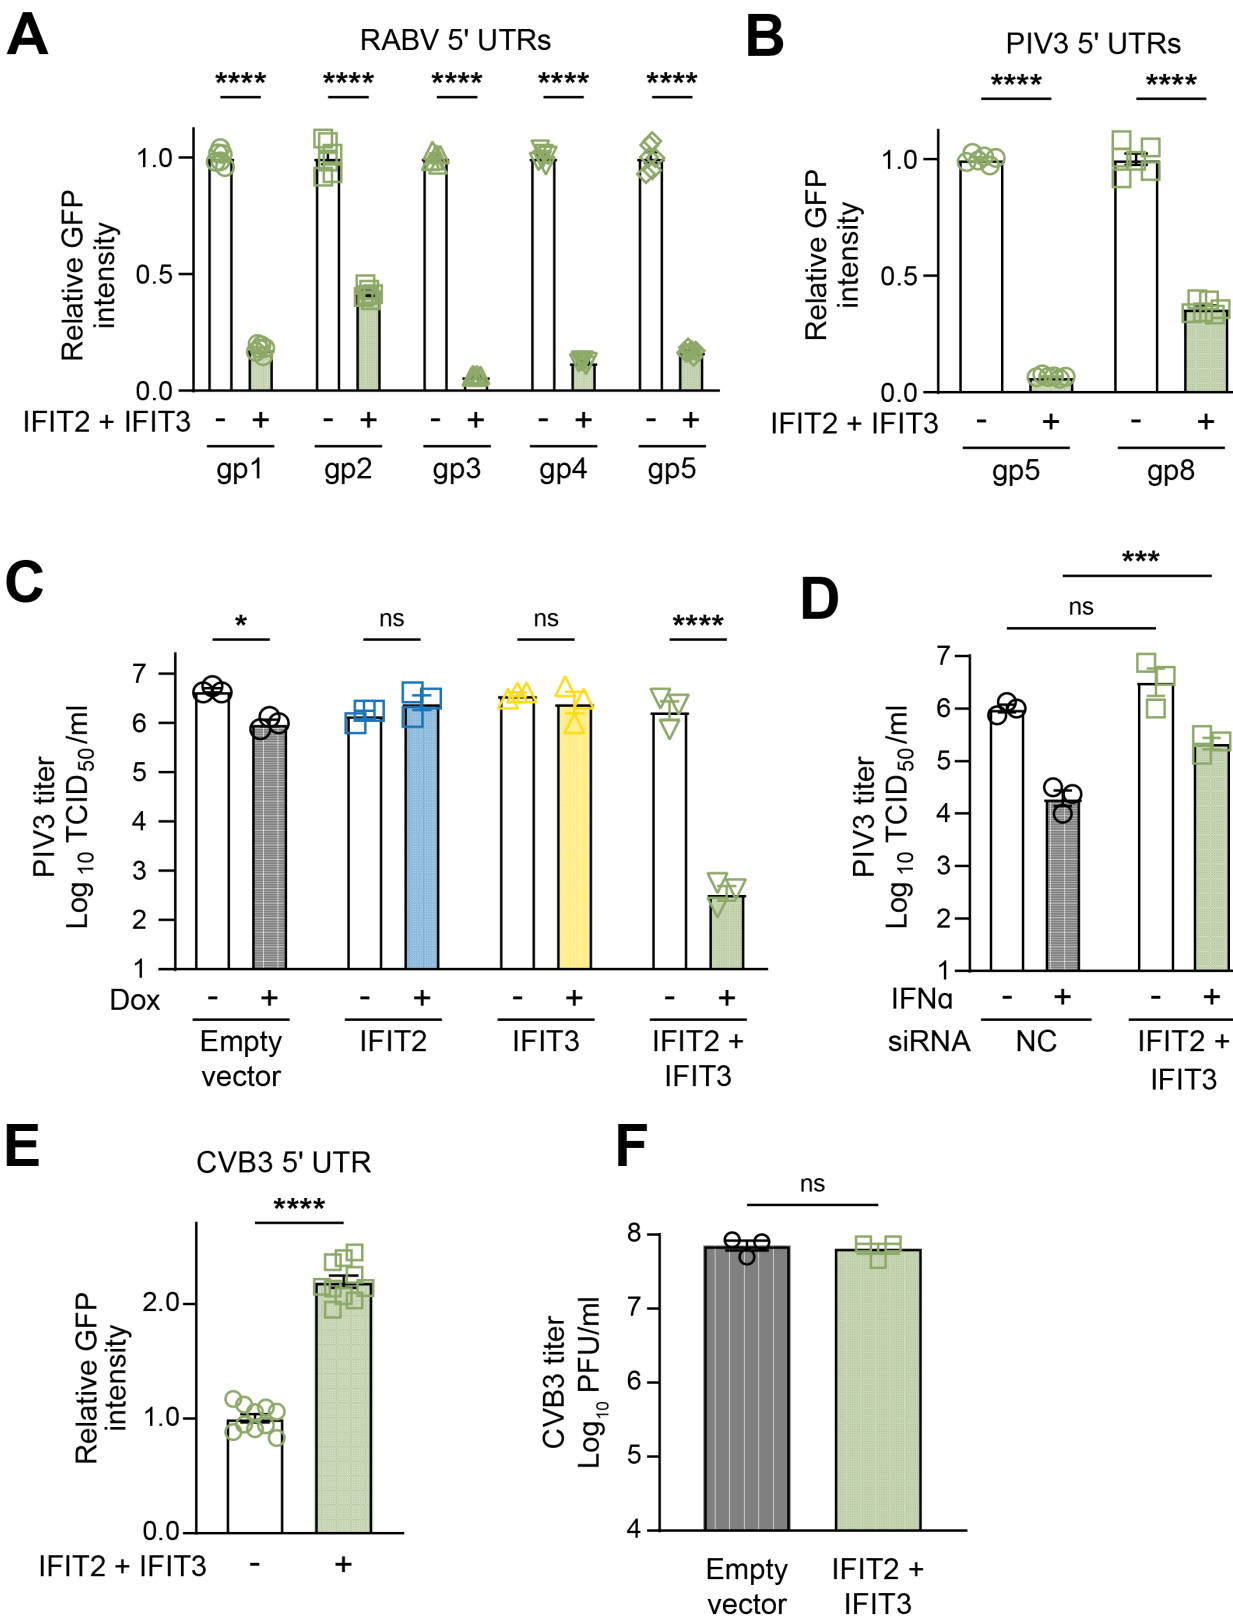 A
RABV 5' UTRs
**** **** **** **** ****
Relative GFP
intensity
1.0
0.5
0.0
IFIT2 + IFIT3 - + - + - + - + - +
gp1 gp2 gp3 gp4 gp5
B
PIV3 5' UTRs
**** ****
Relative GFP
intensity
1.0
0.5
0.0
IFIT2 + IFIT3 - + - +
gp5 gp8
C
* ns ns ****
PIV3 titer
Log 10 TCID50/ml
7
6
5
4
3
2
1
Dox - + - + - + - +
Empty
vector
IFIT2
IFIT3
IFIT2 +
IFIT3
D
***
ns
PIV3 titer
Log 10 TCID50/ml
7
6
5
4
3
2
1
IFNα - + - +
siRNA NC IFIT2 +
IFIT3
E
CVB3 5' UTR
****
Relative GFP
intensity
2.0
1.0
0.0
IFIT2 + IFIT3 - +
F
ns
CVB3 titer
Log10 PFU/ml
8
7
6
5
4
Empty
vector
IFIT2 +
IFIT3